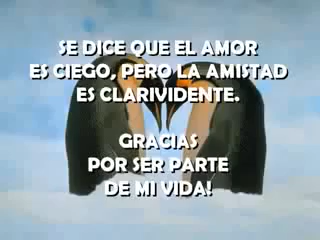 SE DICE QUE EL AMOR
ES CIEGO, PERO LA AMISTAD
ES CLARIVIDENTE.
GRACIAS
POR SER PARTE
DE MI VIDA!